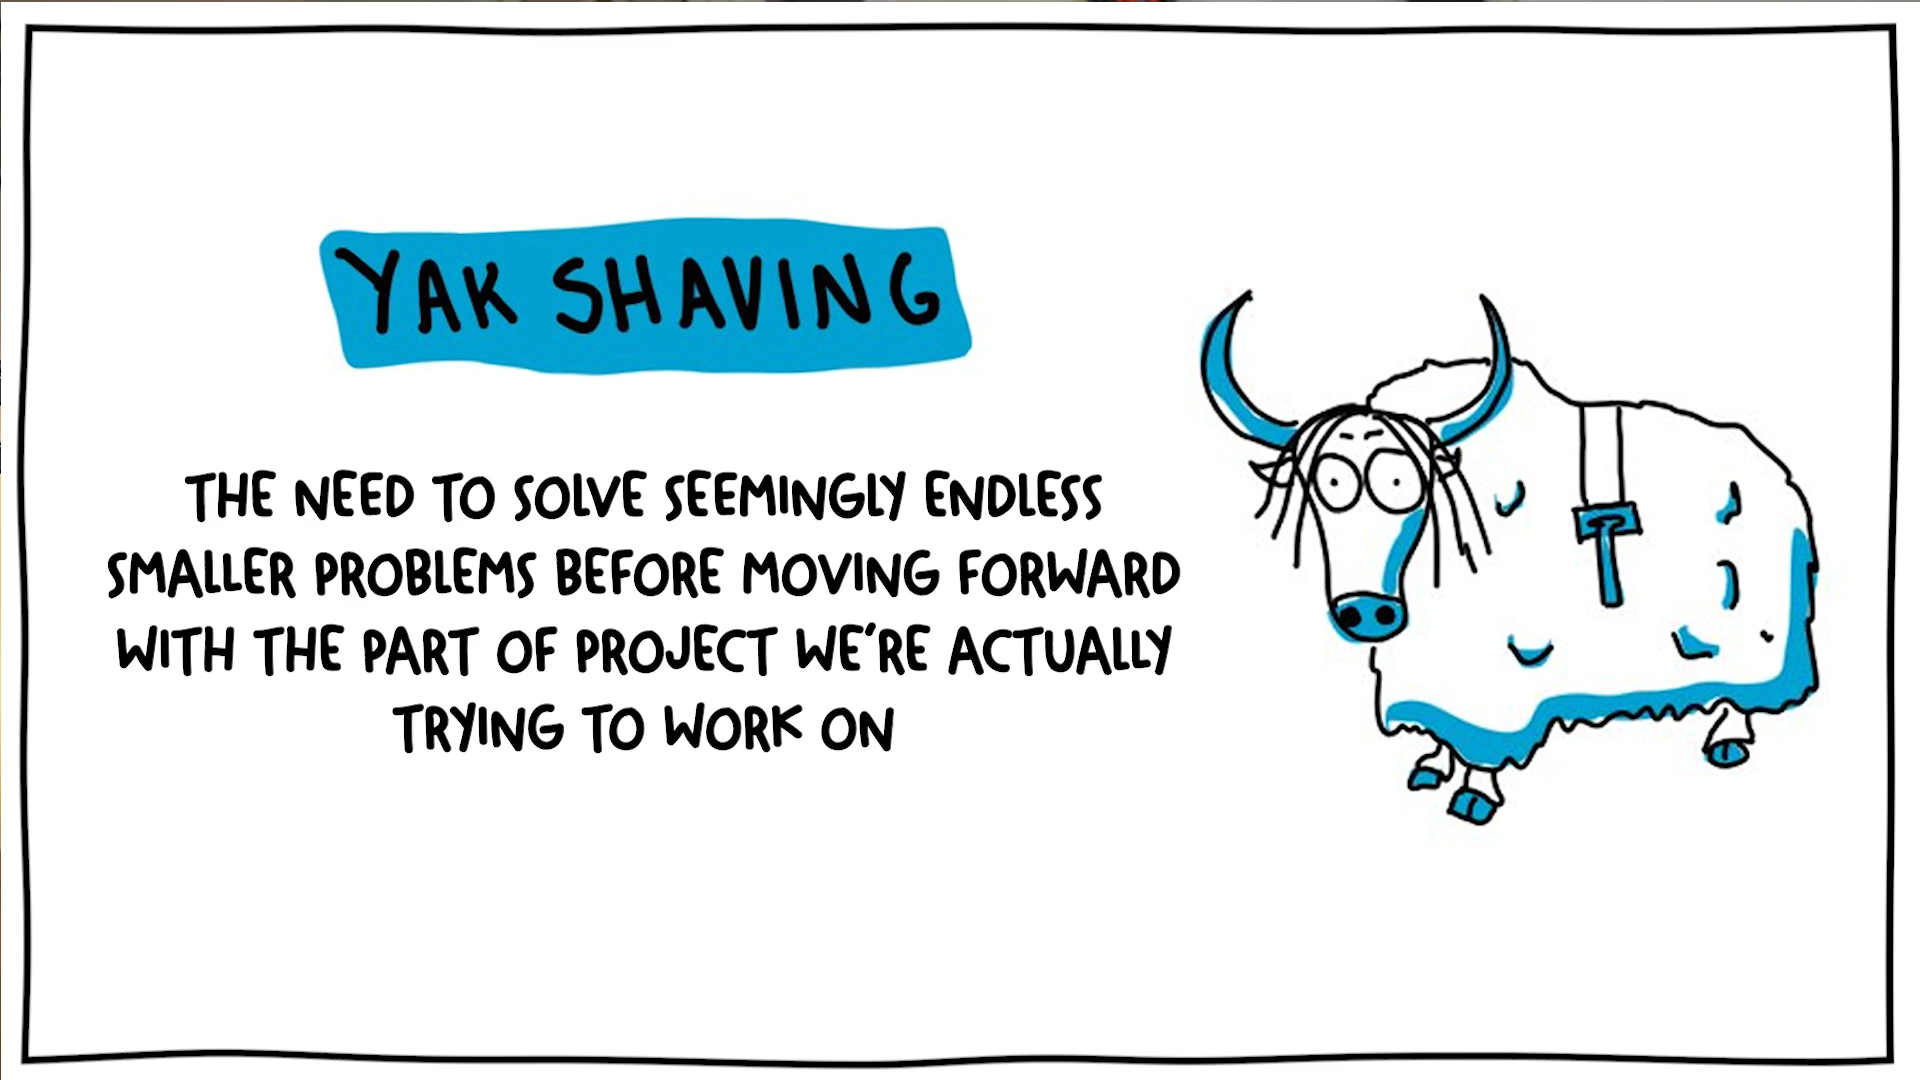 YAK SHAVING
THE NEED TO SOLVE SEEMINGLY ENDLESS
SMALLER PROBLEMS BEFORE MOVING FORWARD
WITH THE PART OF PROJECT WE'RE ACTUALLY
TRYING TO WORK ON